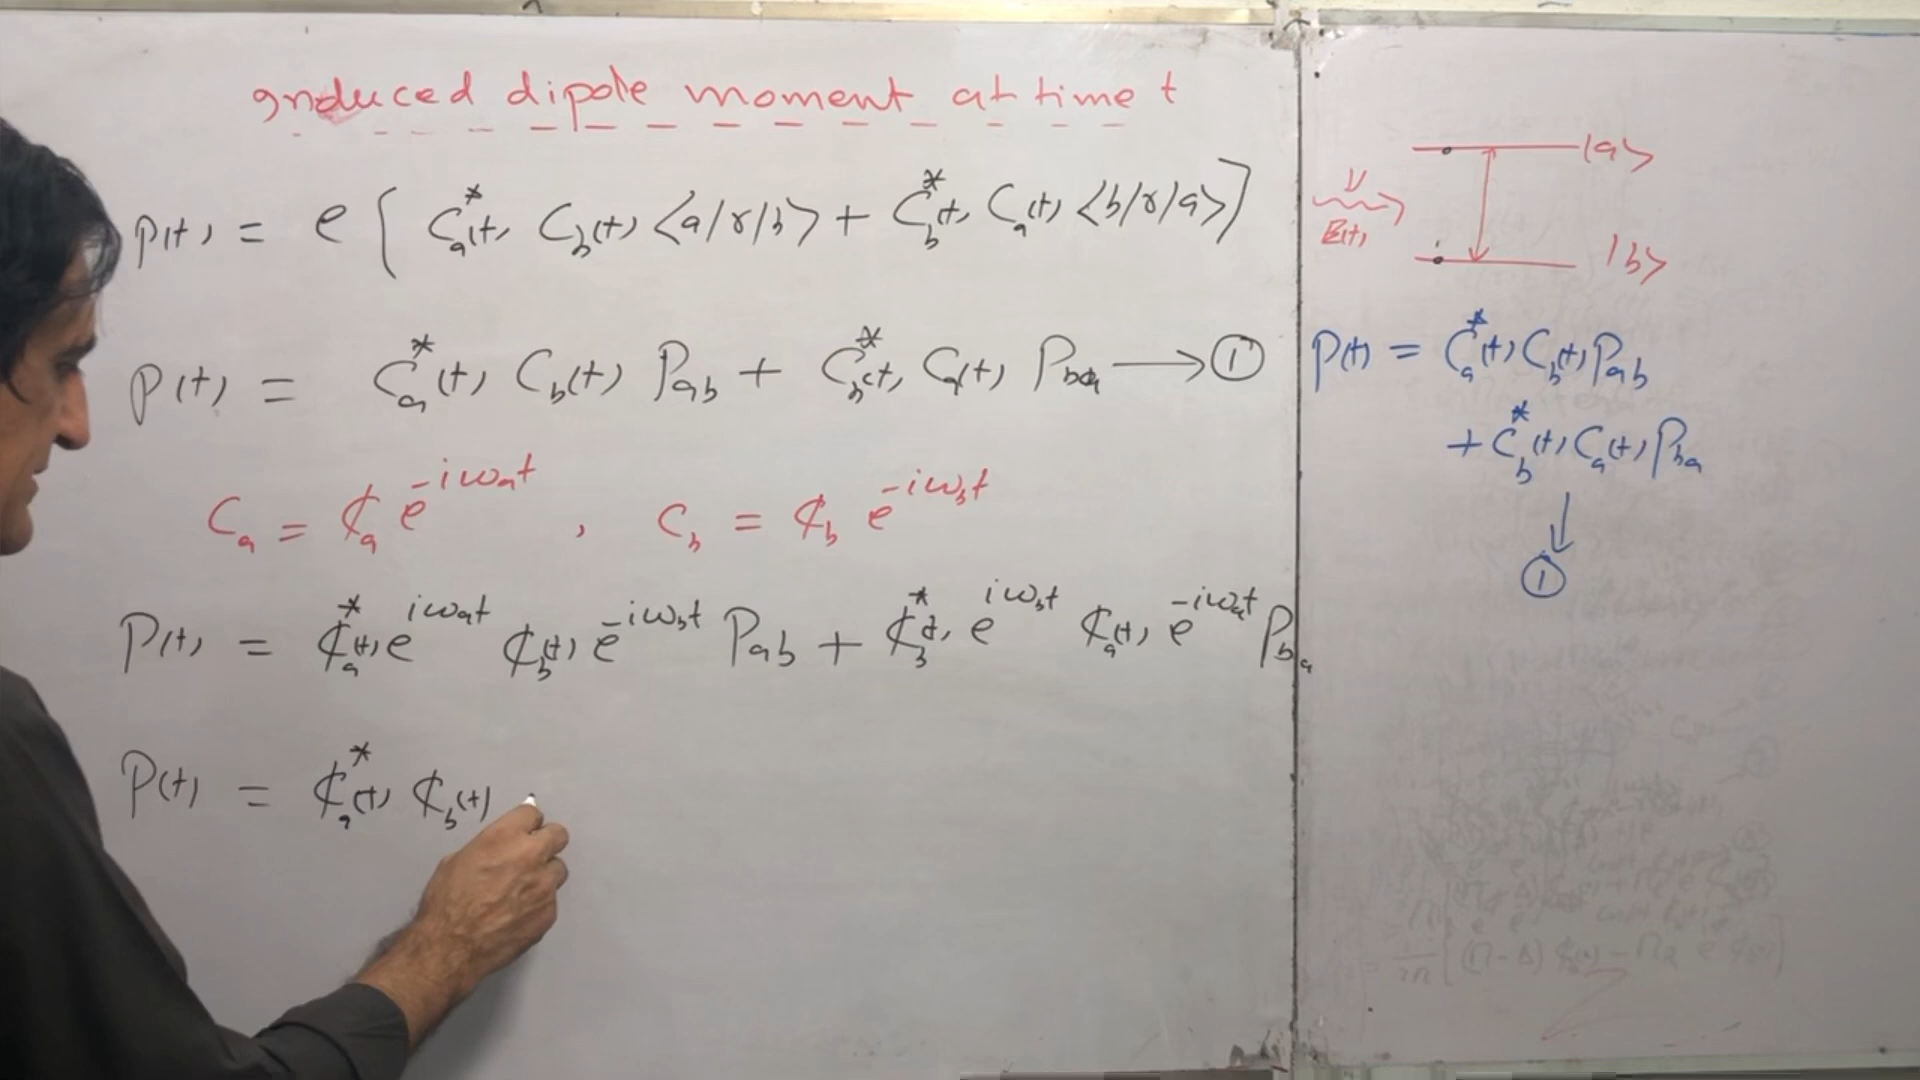 Induced dipole moment at time t
P(t) = e [ C*a(t) Cb(t) <a|r|b> + C*b(t) Ca(t) <b|r|a> ]
P(t) = C*a(t) Cb(t) Pab + C*b(t) Ca(t) Pba → ①
Ca = ₵a e^-iωat , Cb = ₵b e^-iωbt
P(t) = ₵*a(t) e^iωat ₵b(t) e^-iωbt Pab + ₵*b(t) e^iωbt ₵a(t) e^-iωat Pba
P(t) = ₵*a(t) ₵b(t)
|a>
ν
E(t)
|b>
P(t) = C*a(t) Cb(t) Pab
+ C*b(t) Ca(t) Pba
↓
①